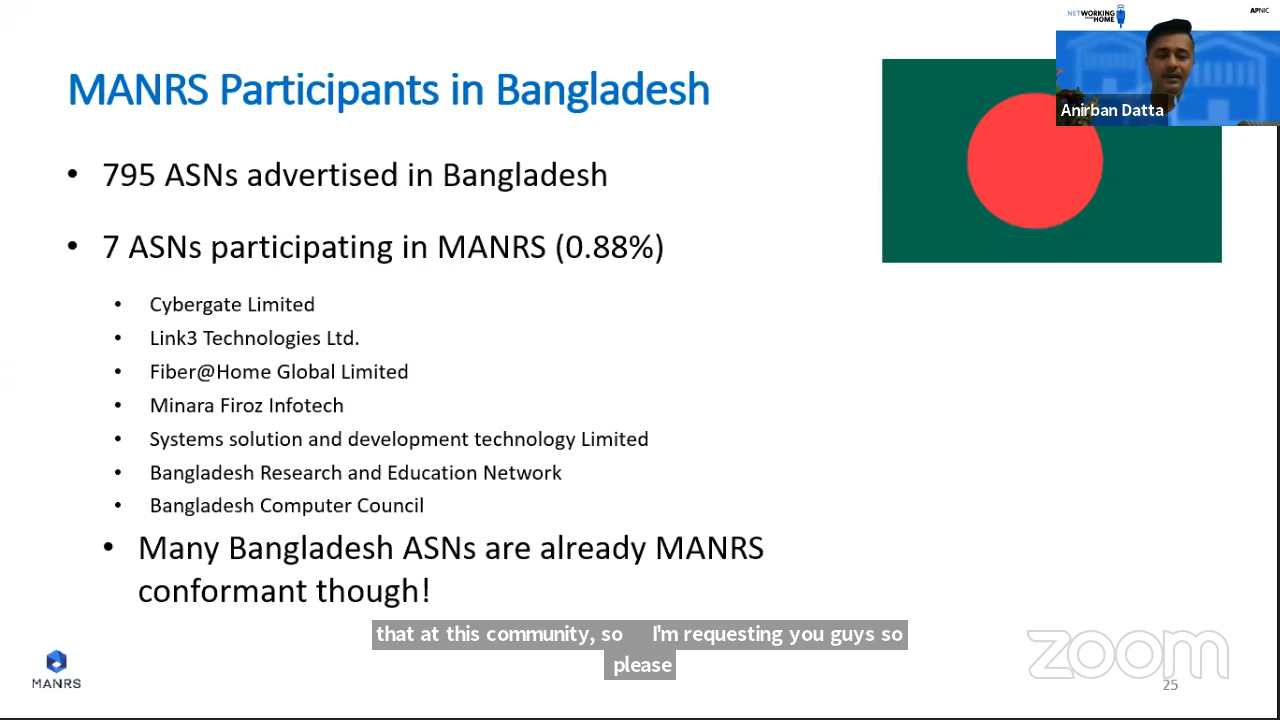 NETWORKING
FROM HOME
APNIC
Anirban Datta
MANRS Participants in Bangladesh
• 795 ASNs advertised in Bangladesh
• 7 ASNs participating in MANRS (0.88%)
• Cybergate Limited
• Link3 Technologies Ltd.
• Fiber@Home Global Limited
• Minara Firoz Infotech
• Systems solution and development technology Limited
• Bangladesh Research and Education Network
• Bangladesh Computer Council
• Many Bangladesh ASNs are already MANRS
conformant though!
that at this community, so I'm requesting you guys so
please
MANRS
zoom
25